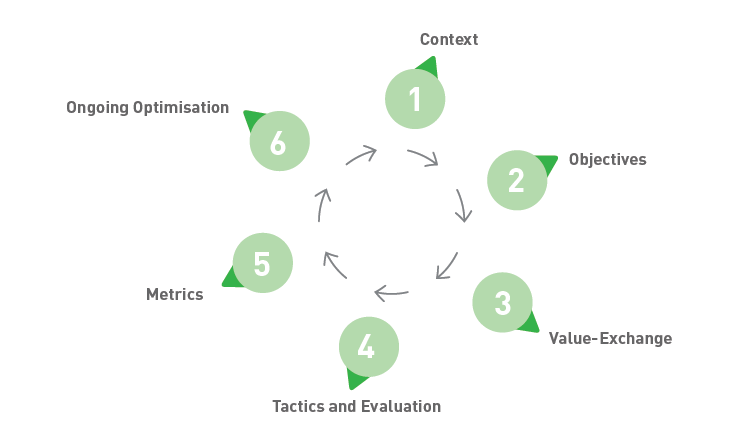 Context
1
2
Objectives
3
Value-Exchange
4
Tactics and Evaluation
5
Metrics
6
Ongoing Optimisation